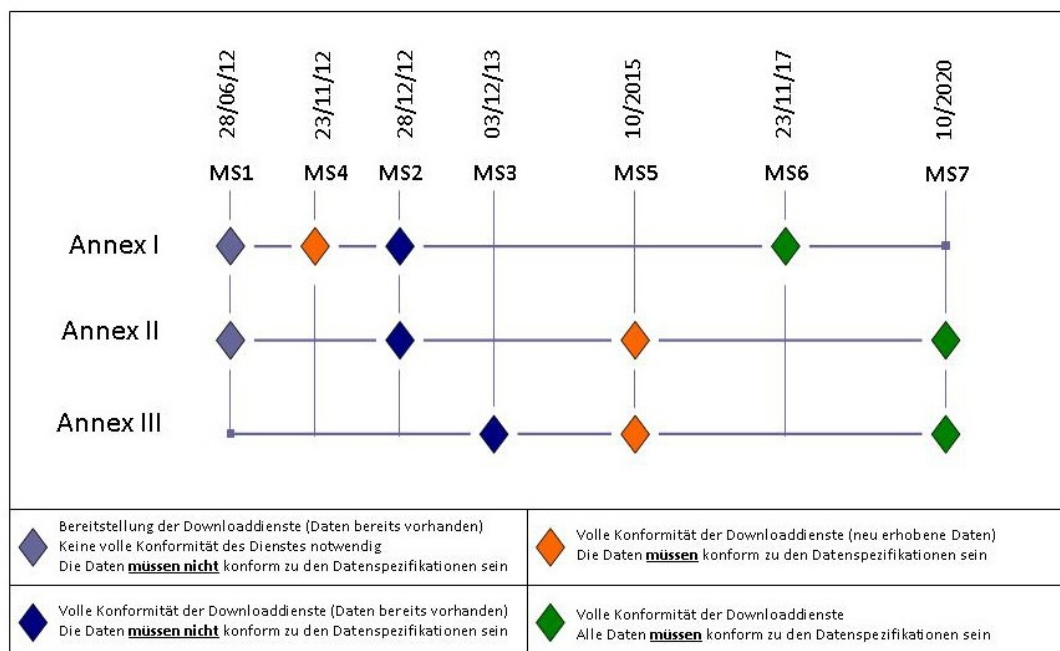 28/06/12
23/11/12
28/12/12
03/12/13
10/2015
23/11/17
10/2020
MS1
MS4
MS2
MS3
MS5
MS6
MS7
Annex I
Annex II
Annex III
Bereitstellung der Downloaddienste (Daten bereits vorhanden)
Keine volle Konformität des Dienstes notwendig
Die Daten müssen nicht konform zu den Datenspezifikationen sein
Volle Konformität der Downloaddienste (neu erhobene Daten)
Die Daten müssen konform zu den Datenspezifikationen sein
Volle Konformität der Downloaddienste (Daten bereits vorhanden)
Die Daten müssen nicht konform zu den Datenspezifikationen sein
Volle Konformität der Downloaddienste
Alle Daten müssen konform zu den Datenspezifikationen sein